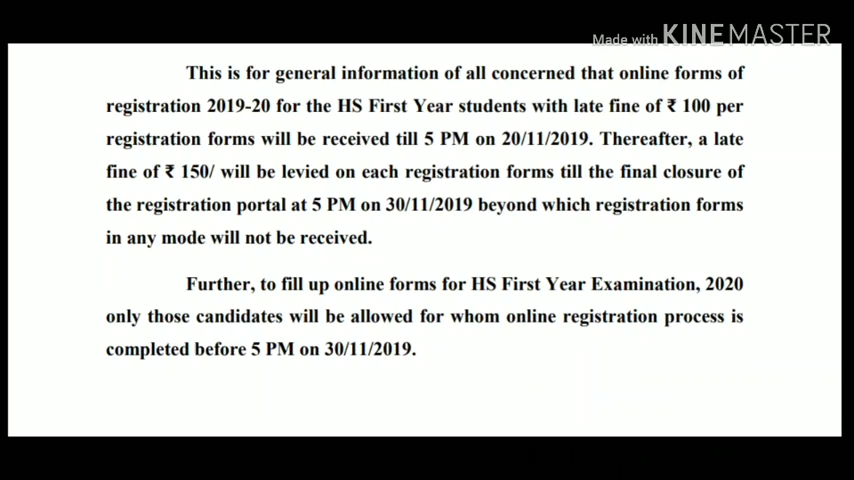 Made with KINEMASTER
This is for general information of all concerned that online forms of
registration 2019-20 for the HS First Year students with late fine of ₹ 100 per
registration forms will be received till 5 PM on 20/11/2019. Thereafter, a late
fine of ₹ 150/ will be levied on each registration forms till the final closure of
the registration portal at 5 PM on 30/11/2019 beyond which registration forms
in any mode will not be received.
Further, to fill up online forms for HS First Year Examination, 2020
only those candidates will be allowed for whom online registration process is
completed before 5 PM on 30/11/2019.